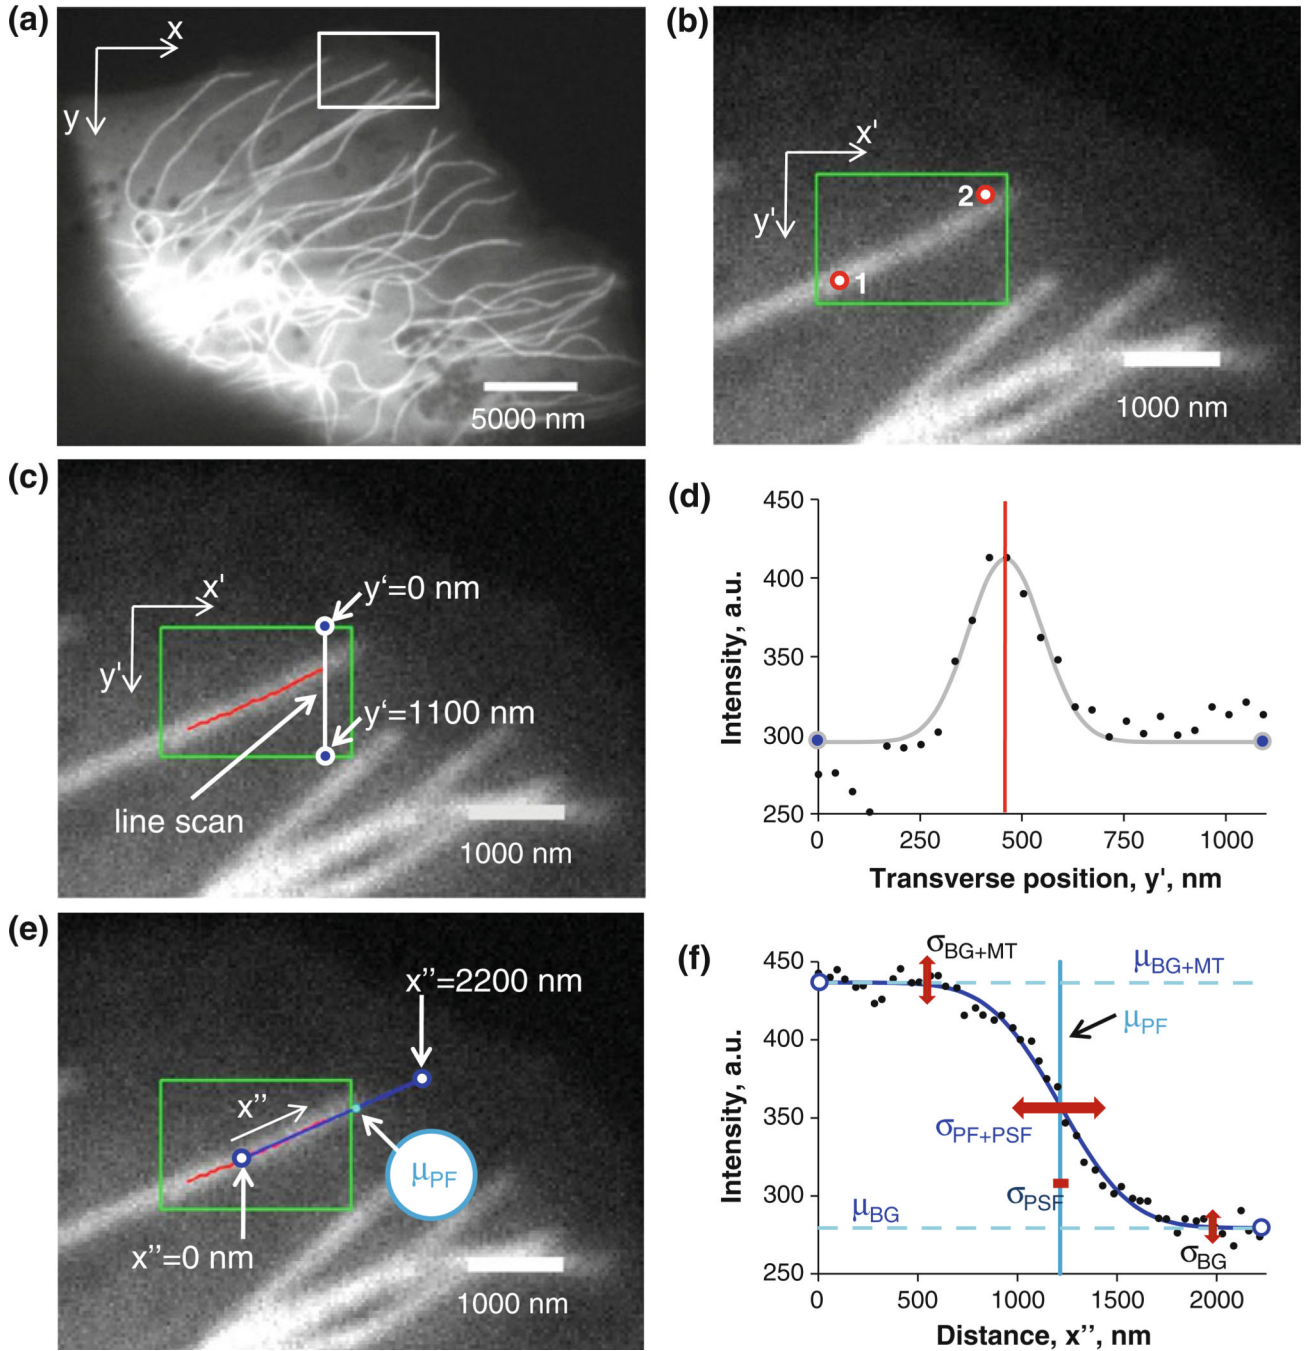 (a)
x
y
5000 nm
(b)
x'
y'
2
1
1000 nm
(c)
x'
y'
y‘=0 nm
y‘=1100 nm
line scan
1000 nm
(d)
450
400
350
300
250
Intensity, a.u.
0 250 500 750 1000
Transverse position, y', nm
(e)
x''=2200 nm
x''
μPF
x''=0 nm
1000 nm
(f)
450
400
350
300
250
Intensity, a.u.
σBG+MT
μBG+MT
μPF
σPF+PSF
σPSF
μBG
σBG
0 500 1000 1500 2000
Distance, x'', nm